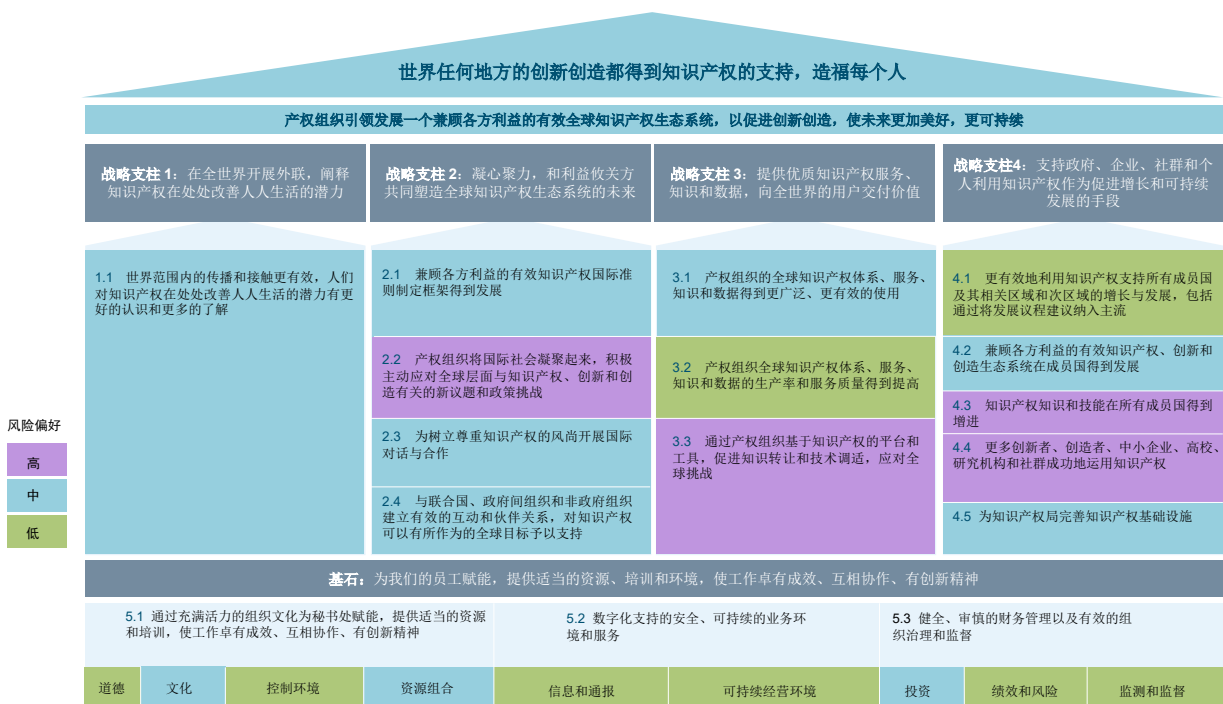 世界任何地方的创新创造都得到知识产权的支持，造福每个人
产权组织引领发展一个兼顾各方利益的有效全球知识产权生态系统，以促进创新创造，使未来更加美好，更可持续
战略支柱 1：在全世界开展外联，阐释
知识产权在处处改善人人生活的潜力
战略支柱 2：凝心聚力，和利益攸关方
共同塑造全球知识产权生态系统的未来
战略支柱 3：提供优质知识产权服务、
知识和数据，向全世界的用户交付价值
战略支柱4：支持政府、企业、社群和个
人利用知识产权作为促进增长和可持续
发展的手段
1.1 世界范围内的传播和接触更有效，人们
对知识产权在处处改善人人生活的潜力有更
好的认识和更多的了解
2.1 兼顾各方利益的有效知识产权国际准
则制定框架得到发展
2.2 产权组织将国际社会凝聚起来，积极
主动应对全球层面与知识产权、创新和创
造有关的新议题和政策挑战
2.3 为树立尊重知识产权的风尚开展国际
对话与合作
2.4 与联合国、政府间组织和非政府组织
建立有效的互动和伙伴关系，对知识产权
可以有所作为的全球目标予以支持
3.1 产权组织的全球知识产权体系、服务、
知识和数据得到更广泛、更有效的使用
3.2 产权组织全球知识产权体系、服务、
知识和数据的生产率和服务质量得到提高
3.3 通过产权组织基于知识产权的平台和
工具，促进知识转让和技术调适，应对全
球挑战
4.1 更有效地利用知识产权支持所有成员国
及其相关区域和次区域的增长与发展，包括
通过将发展议程建议纳入主流
4.2 兼顾各方利益的有效知识产权、创新和
创造生态系统在成员国得到发展
4.3 知识产权知识和技能在所有成员国得到
增进
4.4 更多创新者、创造者、中小企业、高校、
研究机构和社群成功地运用知识产权
4.5 为知识产权局完善知识产权基础设施
风险偏好
高
中
低
基石：为我们的员工赋能，提供适当的资源、培训和环境，使工作卓有成效、互相协作、有创新精神
5.1 通过充满活力的组织文化为秘书处赋能，提供适当的资源
和培训，使工作卓有成效、互相协作、有创新精神
5.2 数字化支持的安全、可持续的业务环
境和服务
5.3 健全、审慎的财务管理以及有效的组
织治理和监督
道德
文化
控制环境
资源组合
信息和通报
可持续经营环境
投资
绩效和风险
监测和监督